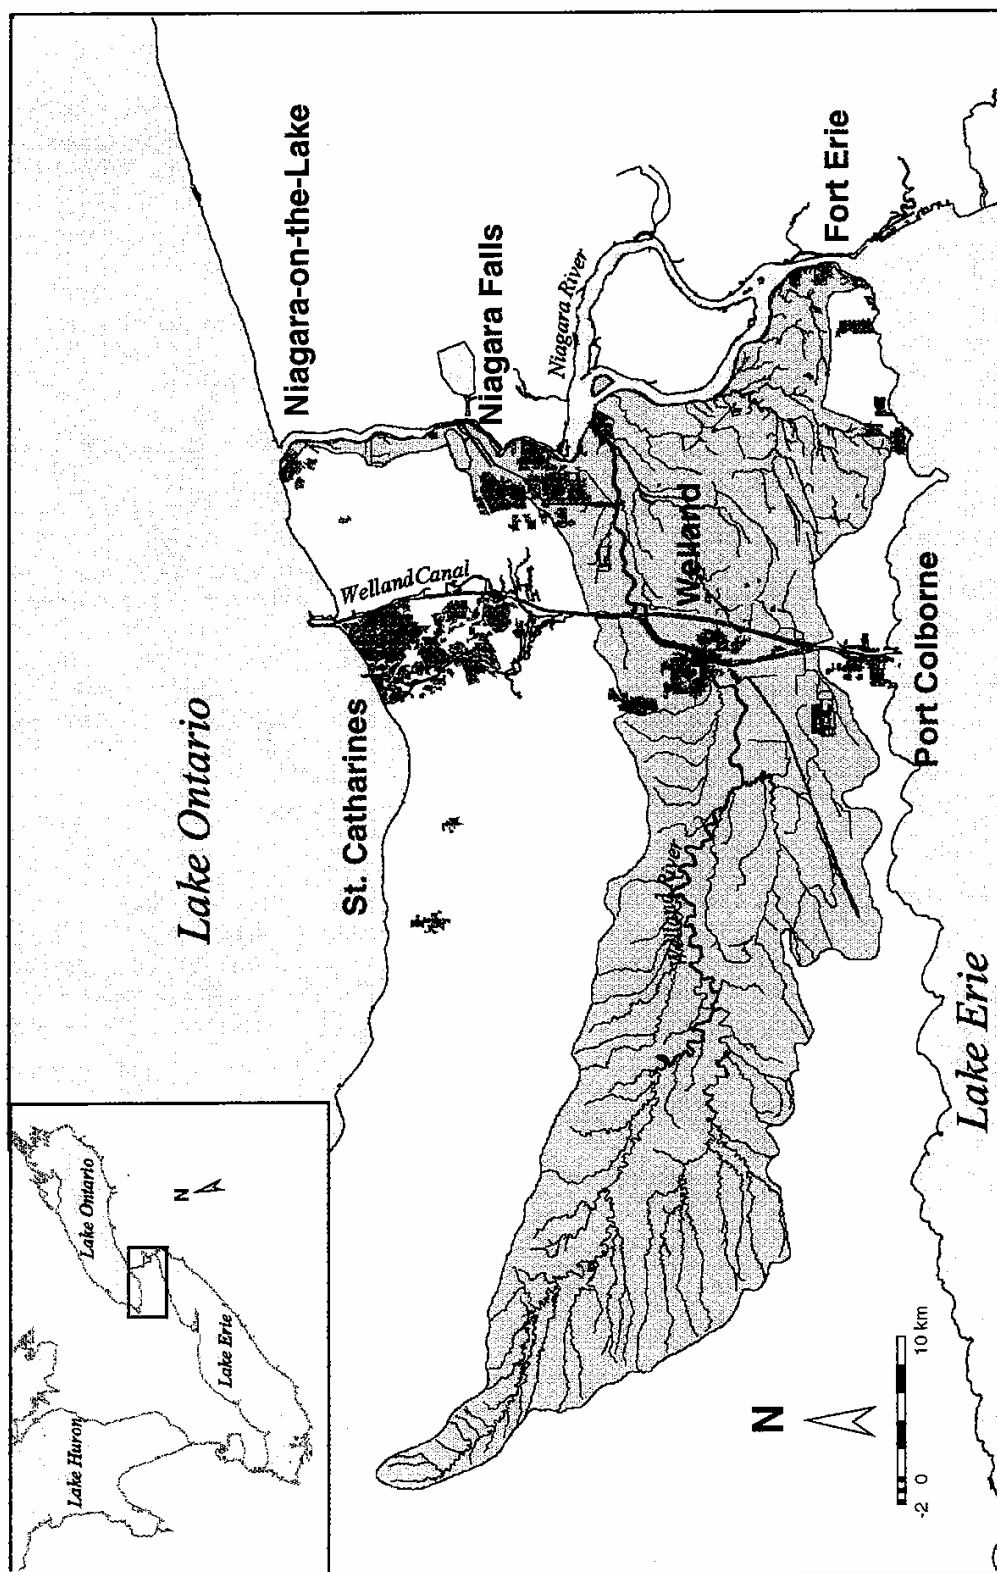 Lake Huron
Lake Ontario
Lake Erie
N
Lake Ontario
Niagara-on-the-Lake
St. Catharines
Welland Canal
Niagara Falls
Niagara River
Welland River
Welland
Fort Erie
Port Colborne
Lake Erie
N
-2 0 10 km